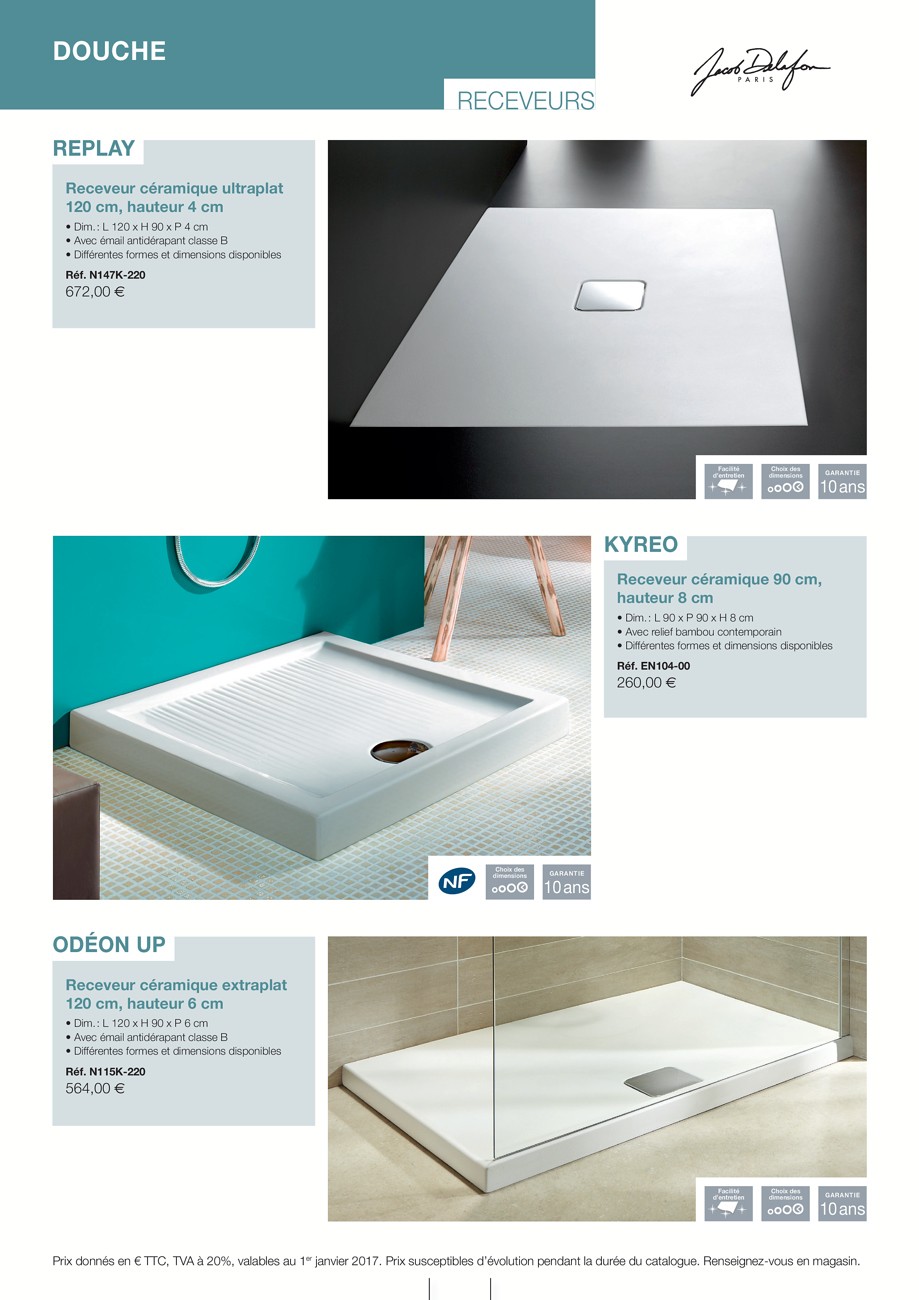 DOUCHE
RECEVEURS
Jacob Delafon
PARIS
REPLAY
Receveur céramique ultraplat
120 cm, hauteur 4 cm
• Dim.: L 120 x H 90 x P 4 cm
• Avec émail antidérapant classe B
• Différentes formes et dimensions disponibles
Réf. N147K-220
672,00 €
Facilité
d'entretien
Choix des
dimensions
GARANTIE
10 ans
KYREO
Receveur céramique 90 cm,
hauteur 8 cm
• Dim.: L 90 x P 90 x H 8 cm
• Avec relief bambou contemporain
• Différentes formes et dimensions disponibles
Réf. EN104-00
260,00 €
NF
Choix des
dimensions
GARANTIE
10 ans
ODÉON UP
Receveur céramique extraplat
120 cm, hauteur 6 cm
• Dim.: L 120 x H 90 x P 6 cm
• Avec émail antidérapant classe B
• Différentes formes et dimensions disponibles
Réf. N115K-220
564,00 €
Facilité
d'entretien
Choix des
dimensions
GARANTIE
10 ans
Prix donnés en € TTC, TVA à 20%, valables au 1er janvier 2017. Prix susceptibles d'évolution pendant la durée du catalogue. Renseignez-vous en magasin.